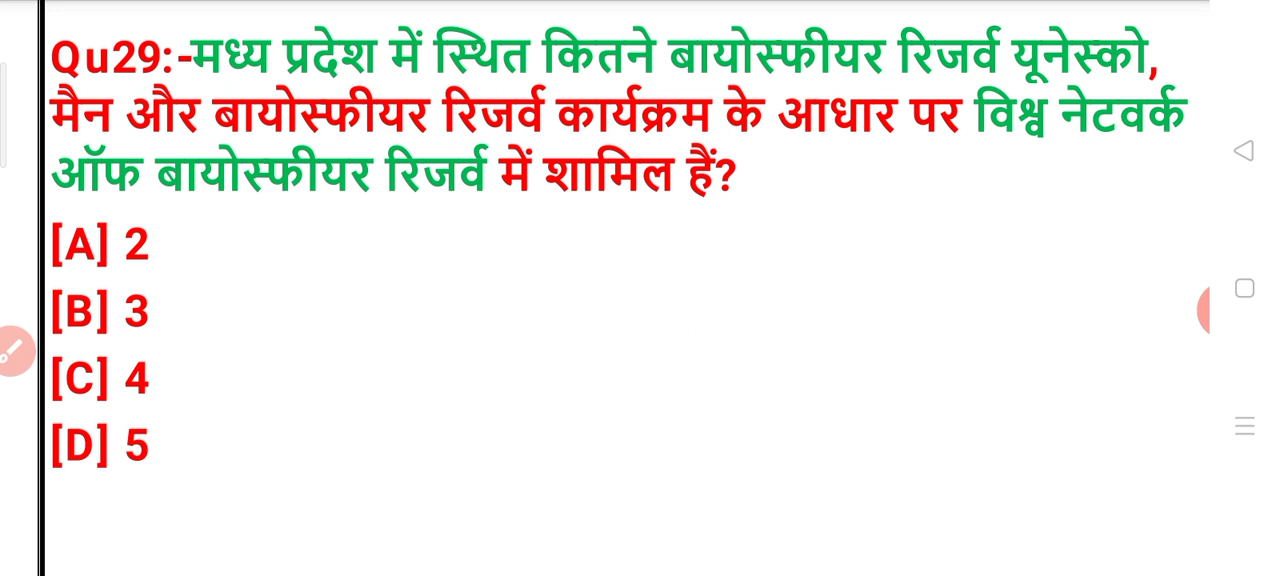 Qu29:-मध्य प्रदेश में स्थित कितने बायोस्फीयर रिजर्व यूनेस्को,
मैन और बायोस्फीयर रिजर्व कार्यक्रम के आधार पर विश्व नेटवर्क
ऑफ बायोस्फीयर रिजर्व में शामिल हैं?
[A] 2
[B] 3
[C] 4
[D] 5